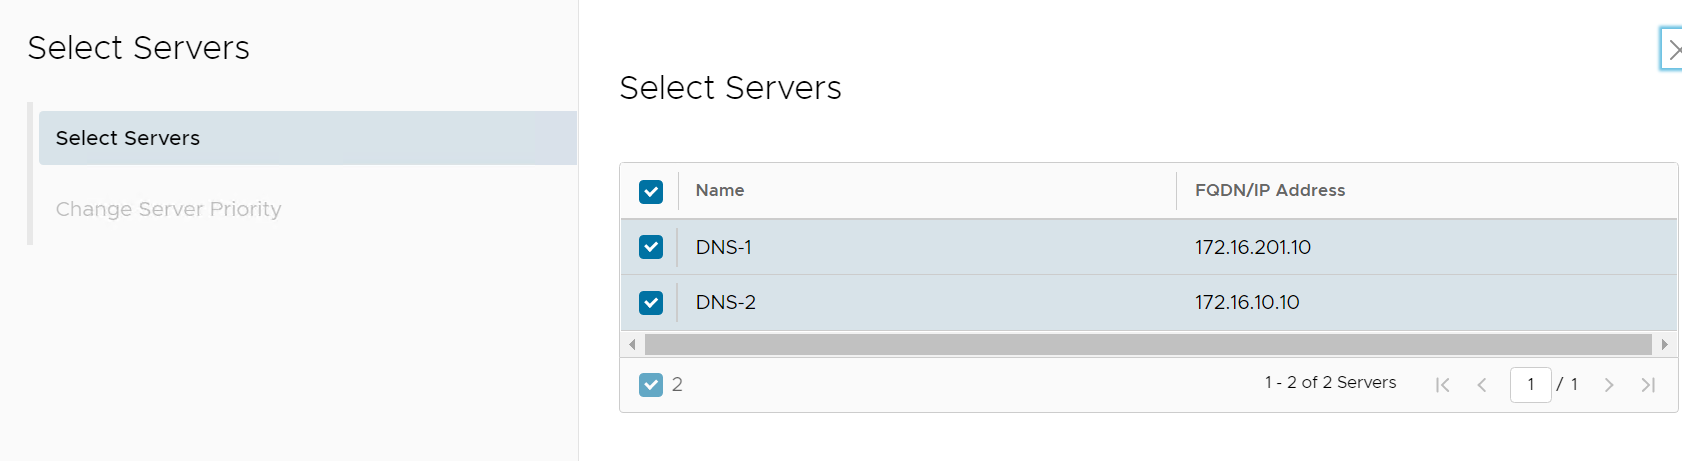 Select Servers
Select Servers
Change Server Priority
Select Servers
Name FQDN/IP Address
DNS-1 172.16.201.10
DNS-2 172.16.10.10
2 1 - 2 of 2 Servers 1 / 1